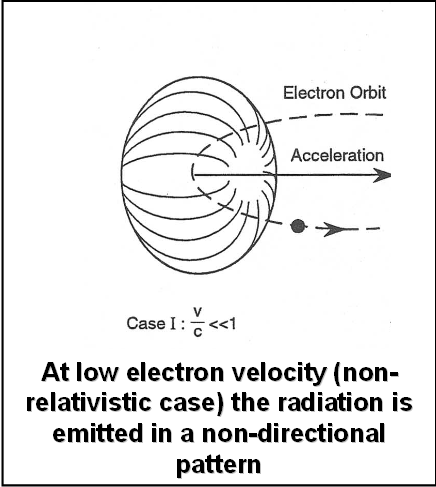 Electron Orbit
Acceleration
Case I : v/c <<1
At low electron velocity (non-
relativistic case) the radiation is
emitted in a non-directional
pattern